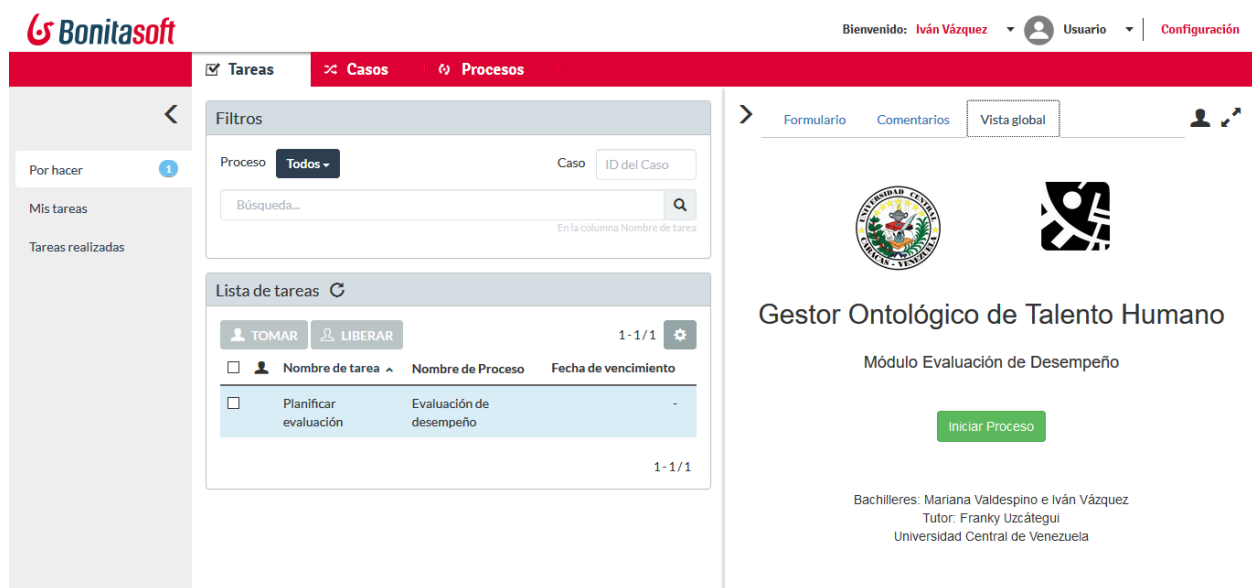 Bonitasoft
Bienvenido: Iván Vázquez Usuario Configuración
Tareas Casos Procesos
Por hacer 1
Mis tareas
Tareas realizadas
Filtros
Proceso Todos Caso ID del Caso
Búsqueda...
En la columna Nombre de tarea
Lista de tareas
TOMAR LIBERAR 1-1/1
Nombre de tarea Nombre de Proceso Fecha de vencimiento
Planificar evaluación Evaluación de desempeño -
1-1/1
Formulario Comentarios Vista global
UNIVERSIDAD CENTRAL
CARACAS - VENEZUELA
Gestor Ontológico de Talento Humano
Módulo Evaluación de Desempeño
Iniciar Proceso
Bachilleres: Mariana Valdespino e Iván Vázquez
Tutor: Franky Uzcátegui
Universidad Central de Venezuela